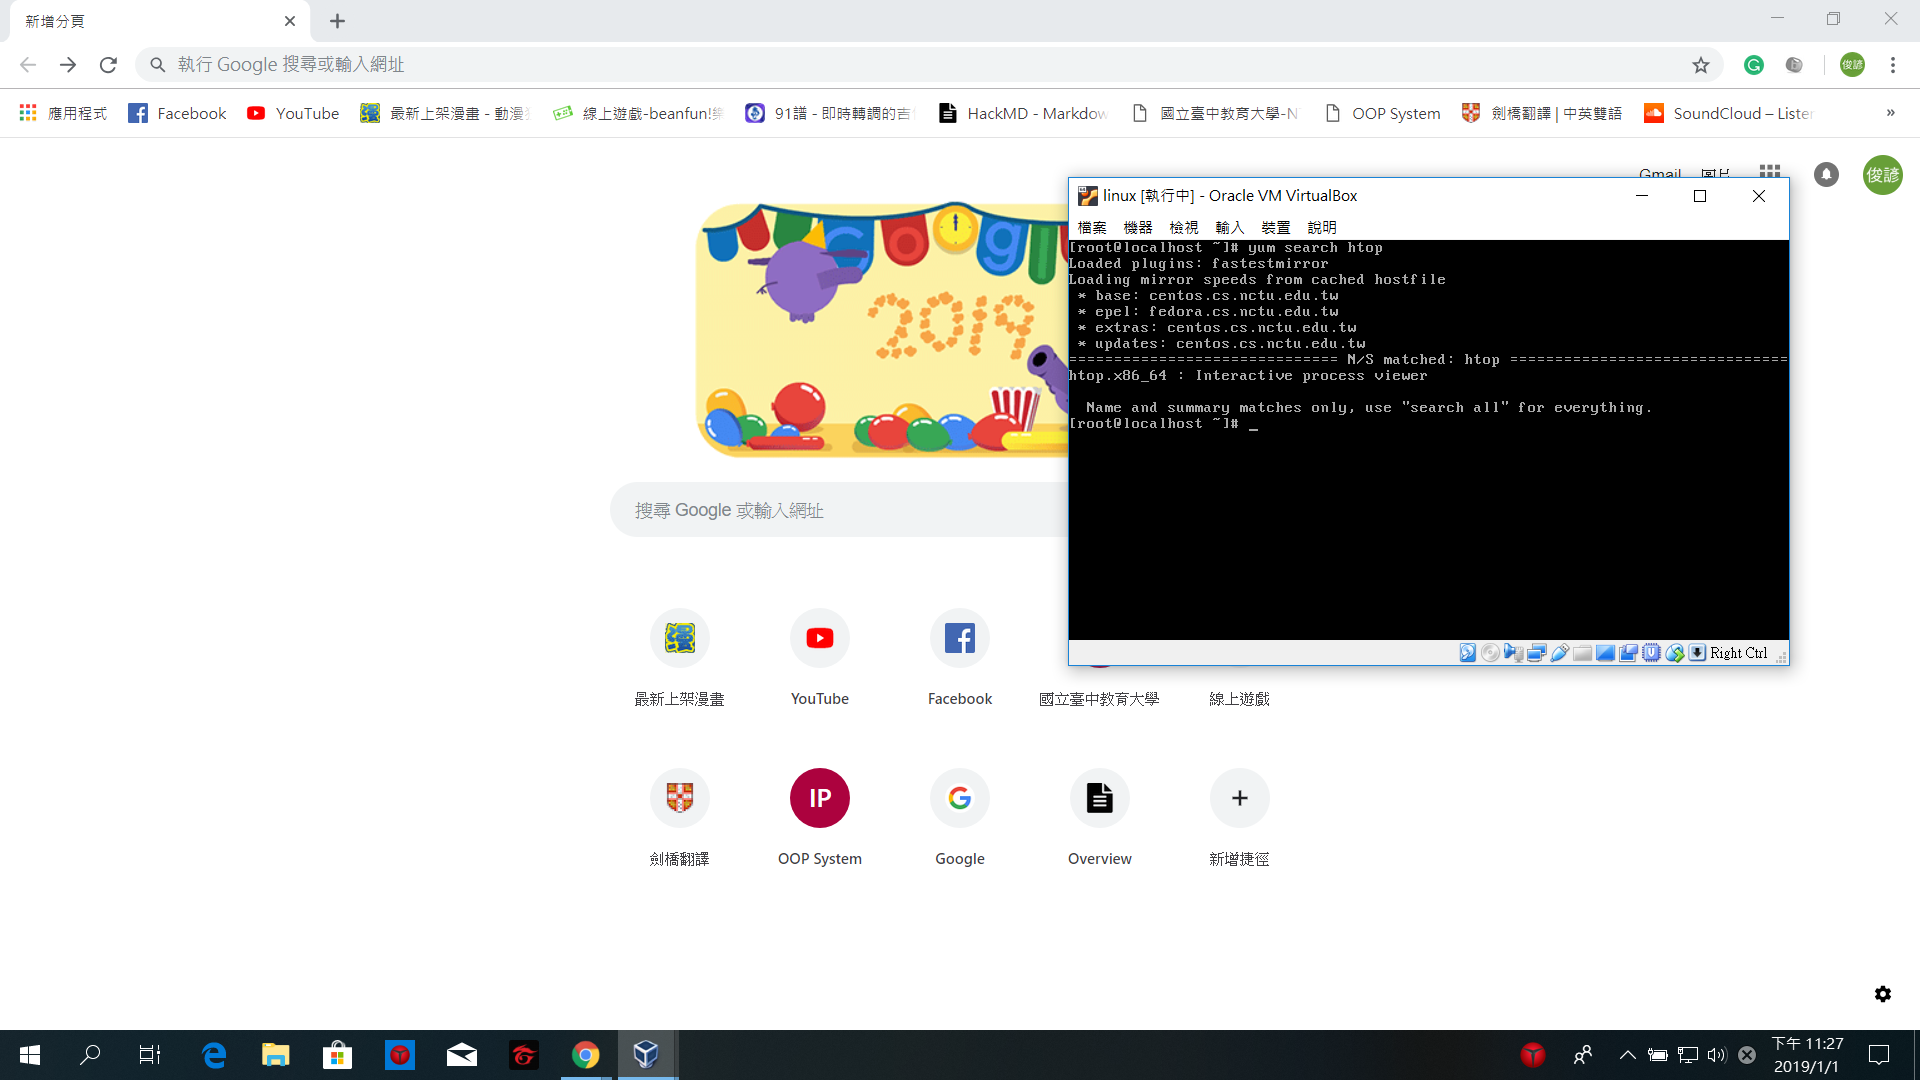 新增分頁
執行 Google 搜尋或輸入網址
俊諺
應用程式
Facebook
YouTube
最新上架漫畫 - 動漫
線上遊戲-beanfun!
91譜 - 即時轉調的吉
HackMD - Markdow
國立臺中教育大學-N
OOP System
劍橋翻譯 | 中英雙語
SoundCloud – Lister
»
Gmail
圖片
俊諺
2019
搜尋 Google 或輸入網址
漫
最新上架漫畫
YouTube
Facebook
國立臺中教育大學
線上遊戲
劍橋翻譯
IP
OOP System
Google
Overview
新增捷徑
linux [執行中] - Oracle VM VirtualBox
檔案 機器 檢視 輸入 裝置 說明
[root@localhost ~]# yum search htop
Loaded plugins: fastestmirror
Loading mirror speeds from cached hostfile
* base: centos.cs.nctu.edu.tw
* epel: fedora.cs.nctu.edu.tw
* extras: centos.cs.nctu.edu.tw
* updates: centos.cs.nctu.edu.tw
============================== N/S matched: htop ===============================
htop.x86_64 : Interactive process viewer
Name and summary matches only, use "search all" for everything.
[root@localhost ~]# _
Right Ctrl
下午 11:27
2019/1/1